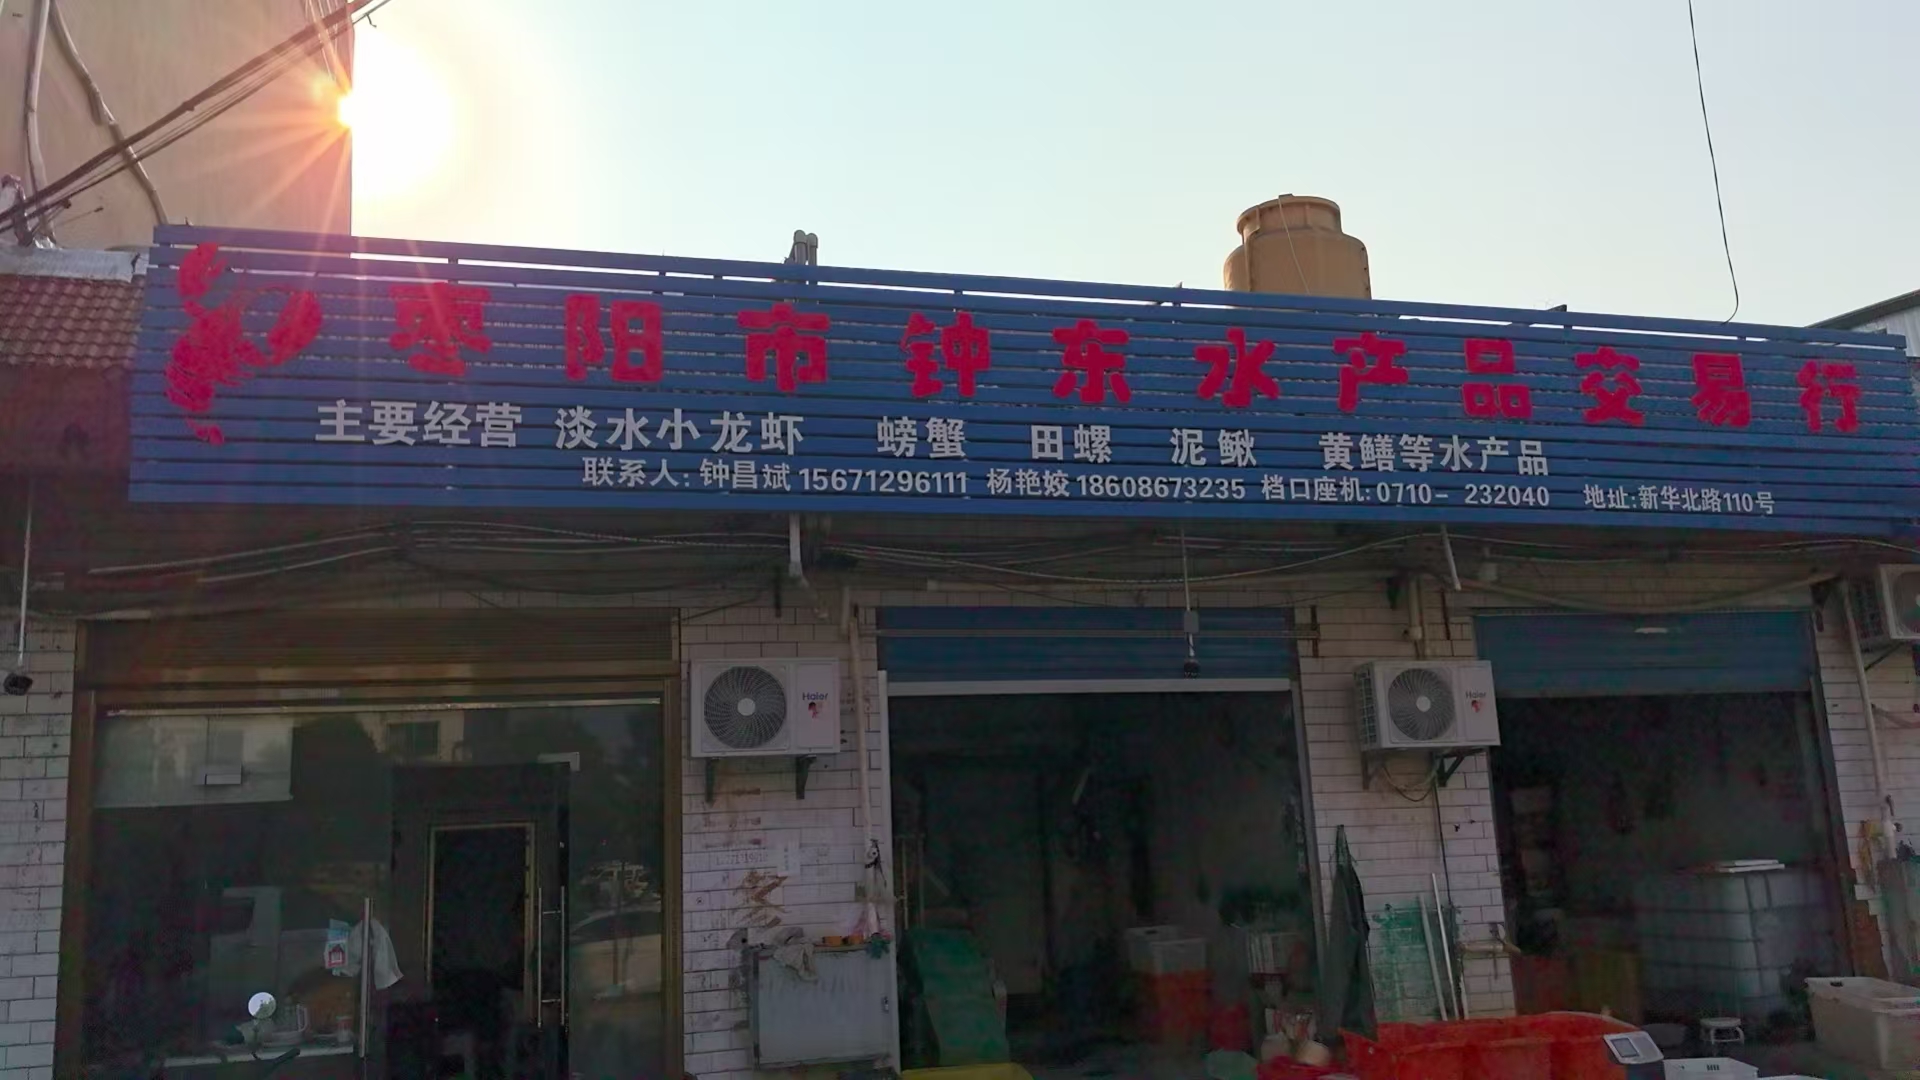 枣阳市钟东水产品交易行
主要经营 淡水小龙虾 螃蟹 田螺 泥鳅 黄鳝等水产品
联系人: 钟昌斌 15671296111 杨艳姣 18608673235 档口座机: 0710- 232040 地址: 新华北路110号
Haier
Haier